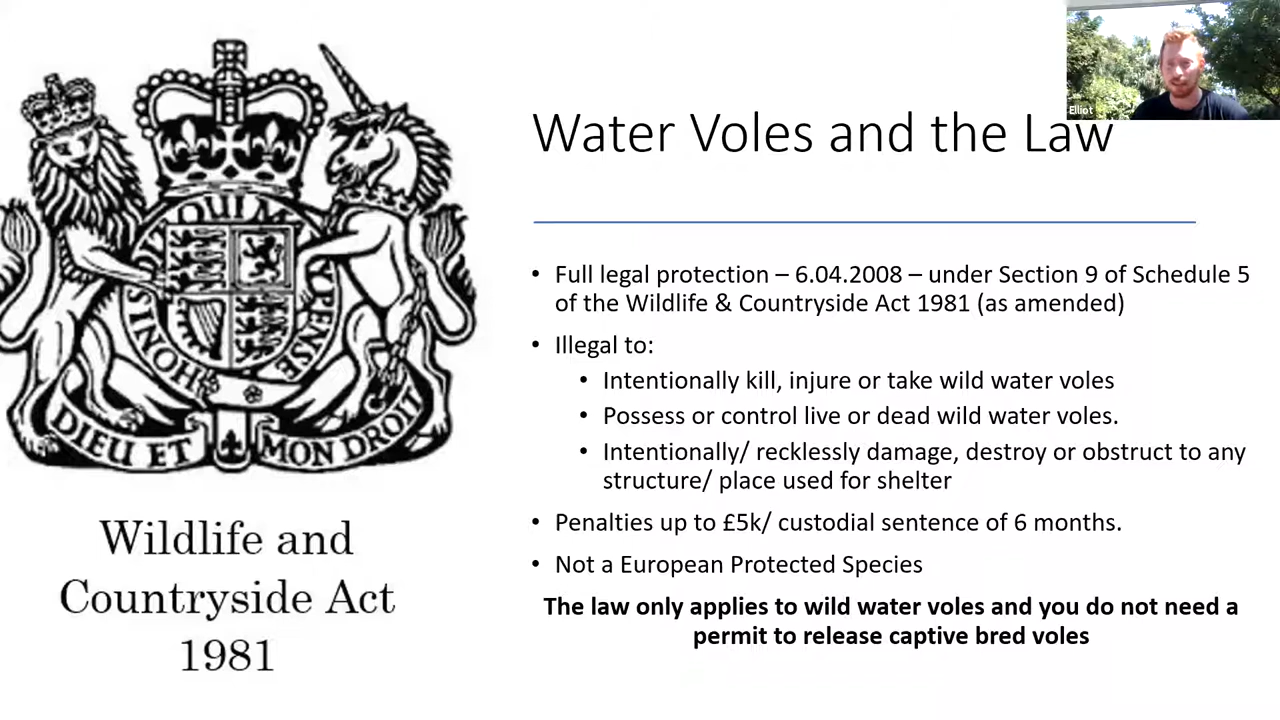 Elliot
Water Voles and the Law
QUI M
HONI SOIT
Y PENSE
DIEU ET MON DROIT
• Full legal protection – 6.04.2008 – under Section 9 of Schedule 5
of the Wildlife & Countryside Act 1981 (as amended)
• Illegal to:
• Intentionally kill, injure or take wild water voles
• Possess or control live or dead wild water voles.
• Intentionally/ recklessly damage, destroy or obstruct to any
structure/ place used for shelter
• Penalties up to £5k/ custodial sentence of 6 months.
• Not a European Protected Species
The law only applies to wild water voles and you do not need a
permit to release captive bred voles
Wildlife and
Countryside Act
1981